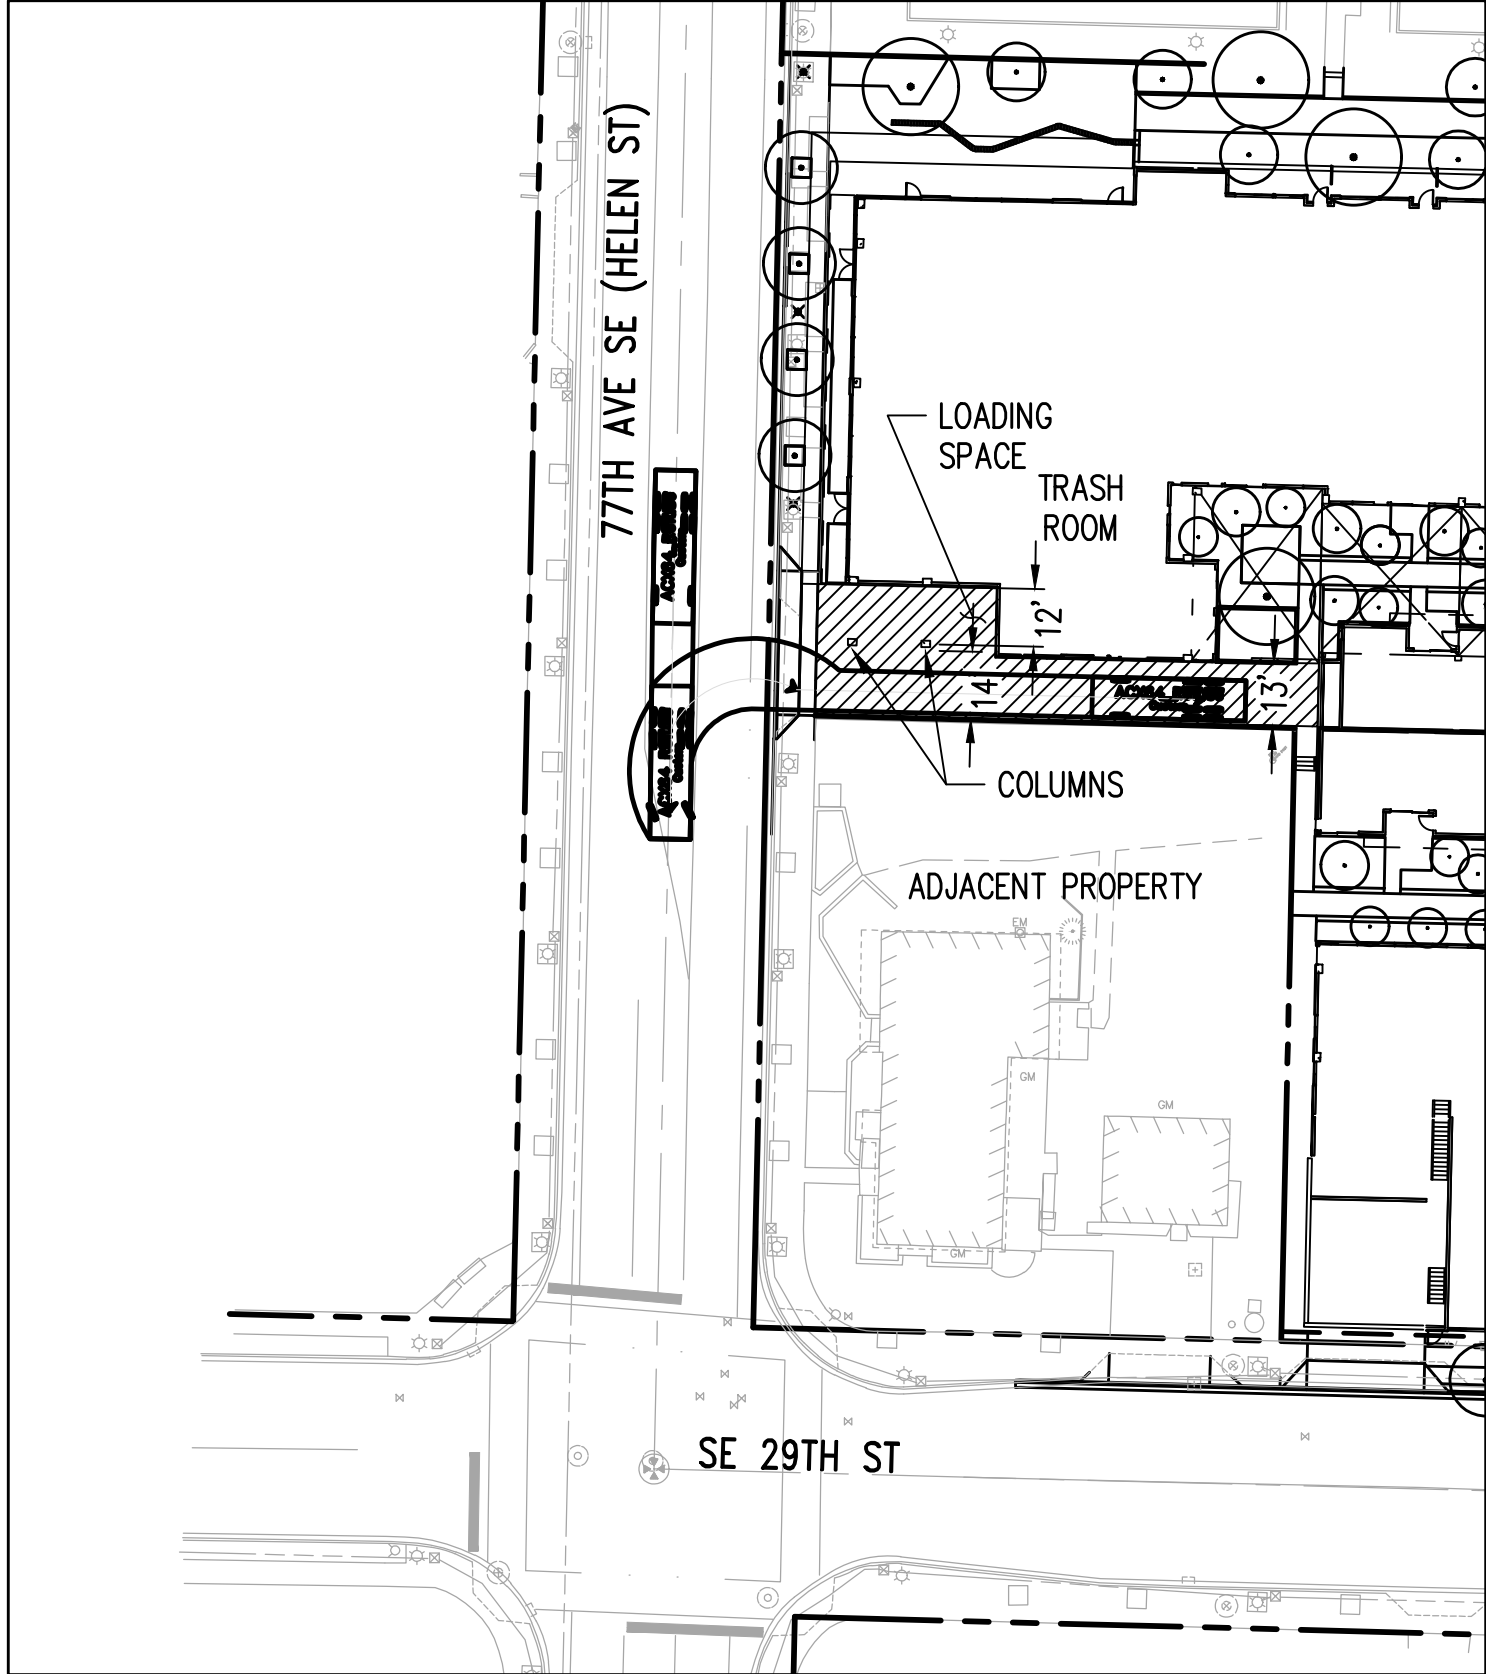 77TH AVE SE (HELEN ST)
LOADING
SPACE
TRASH
ROOM
12'
14'
13'
COLUMNS
ADJACENT PROPERTY
EM
GM
GM
GM
SE 29TH ST